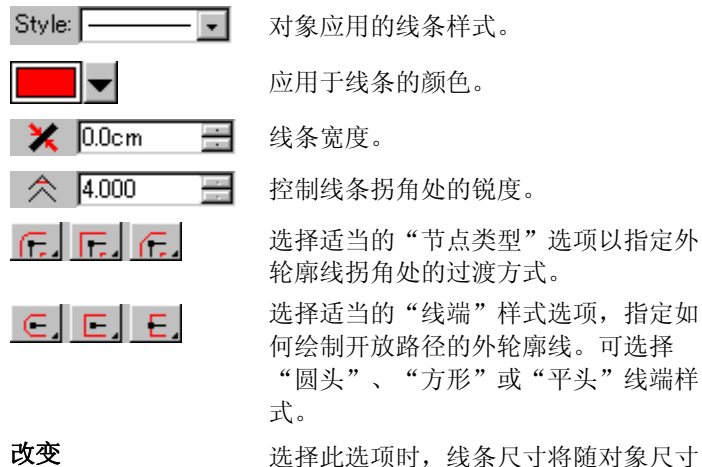 Style: 对象应用的线条样式。
应用于线条的颜色。
0.0cm 线条宽度。
4.000 控制线条拐角处的锐度。
选择适当的“节点类型”选项以指定外
轮廓线拐角处的过渡方式。
选择适当的“线端”样式选项，指定如
何绘制开放路径的外轮廓线。可选择
“圆头”、“方形”或“平头”线端样
式。
改变 选择此选项时，线条尺寸将随对象尺寸